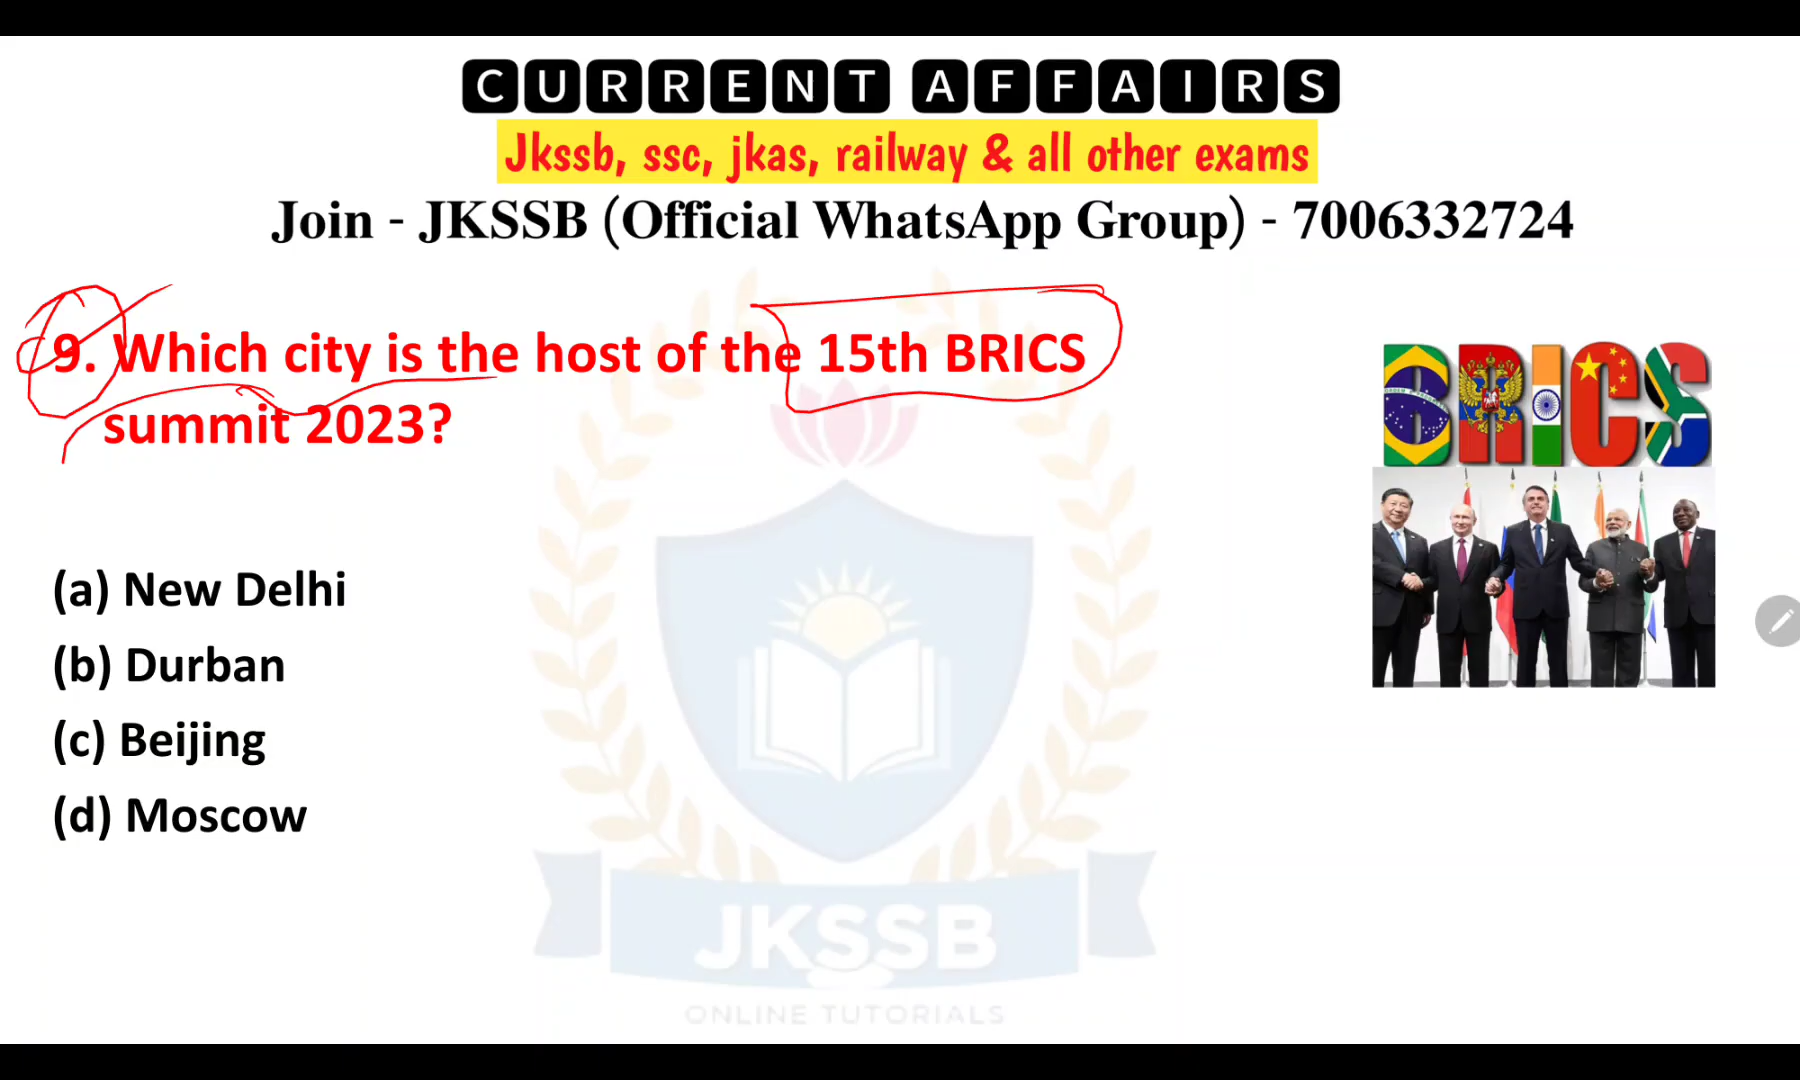 CURRENT AFFAIRS
Jkssb, ssc, jkas, railway & all other exams
Join - JKSSB (Official WhatsApp Group) - 7006332724
9. Which city is the host of the 15th BRICS
summit 2023?
BRICS
(a) New Delhi
(b) Durban
(c) Beijing
(d) Moscow
JKSSB
ONLINE TUTORIALS